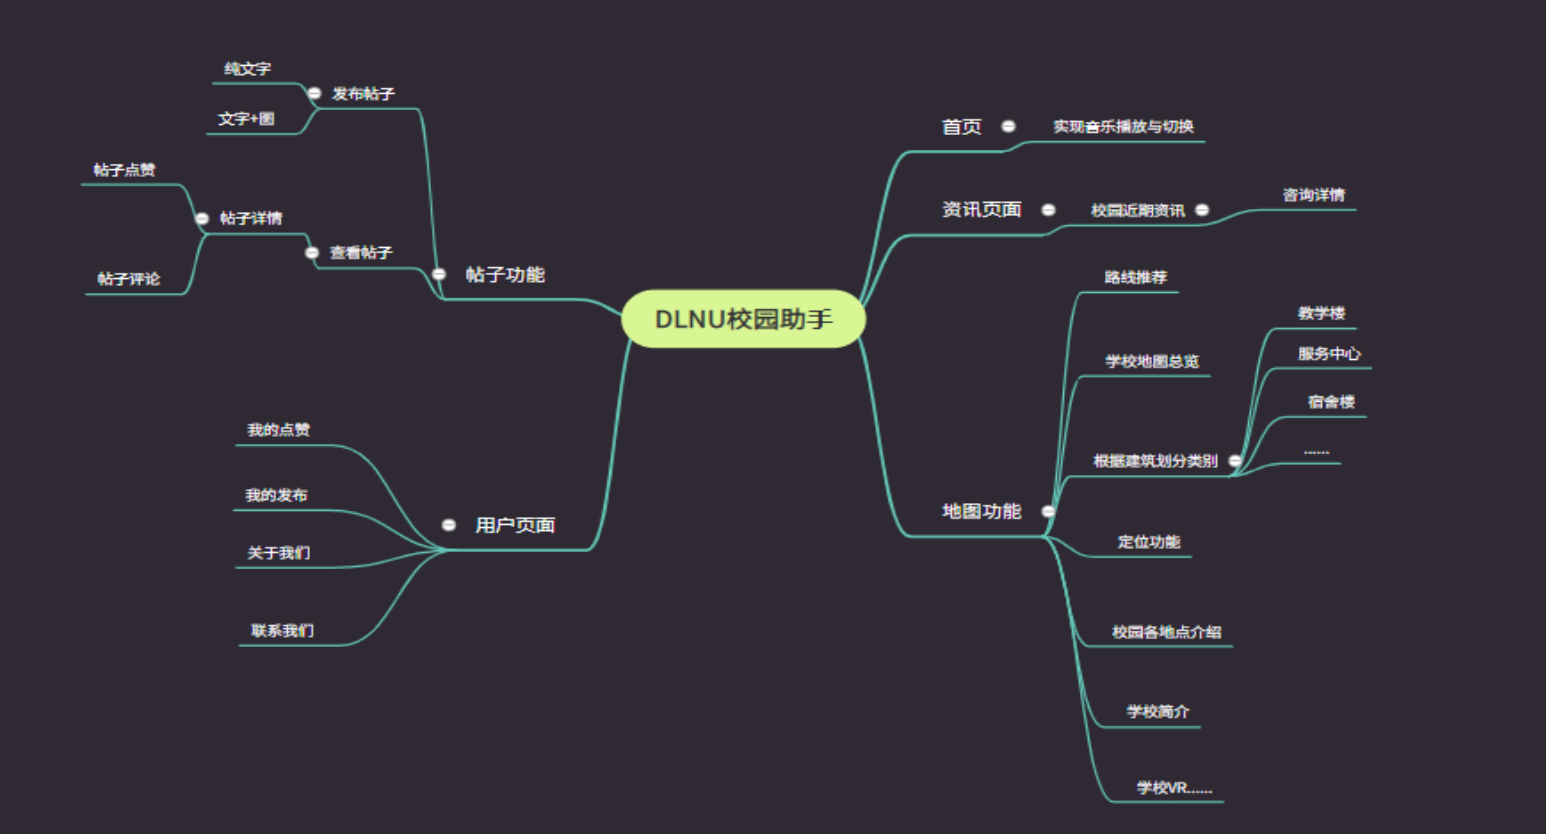 DLNU校园助手
首页
实现音乐播放与切换
资讯页面
校园近期资讯
咨询详情
地图功能
路线推荐
学校地图总览
根据建筑划分类别
教学楼
服务中心
宿舍楼
......
定位功能
校园各地点介绍
学校简介
学校VR......
帖子功能
发布帖子
纯文字
文字+图
查看帖子
帖子详情
帖子点赞
帖子评论
用户页面
我的点赞
我的发布
关于我们
联系我们